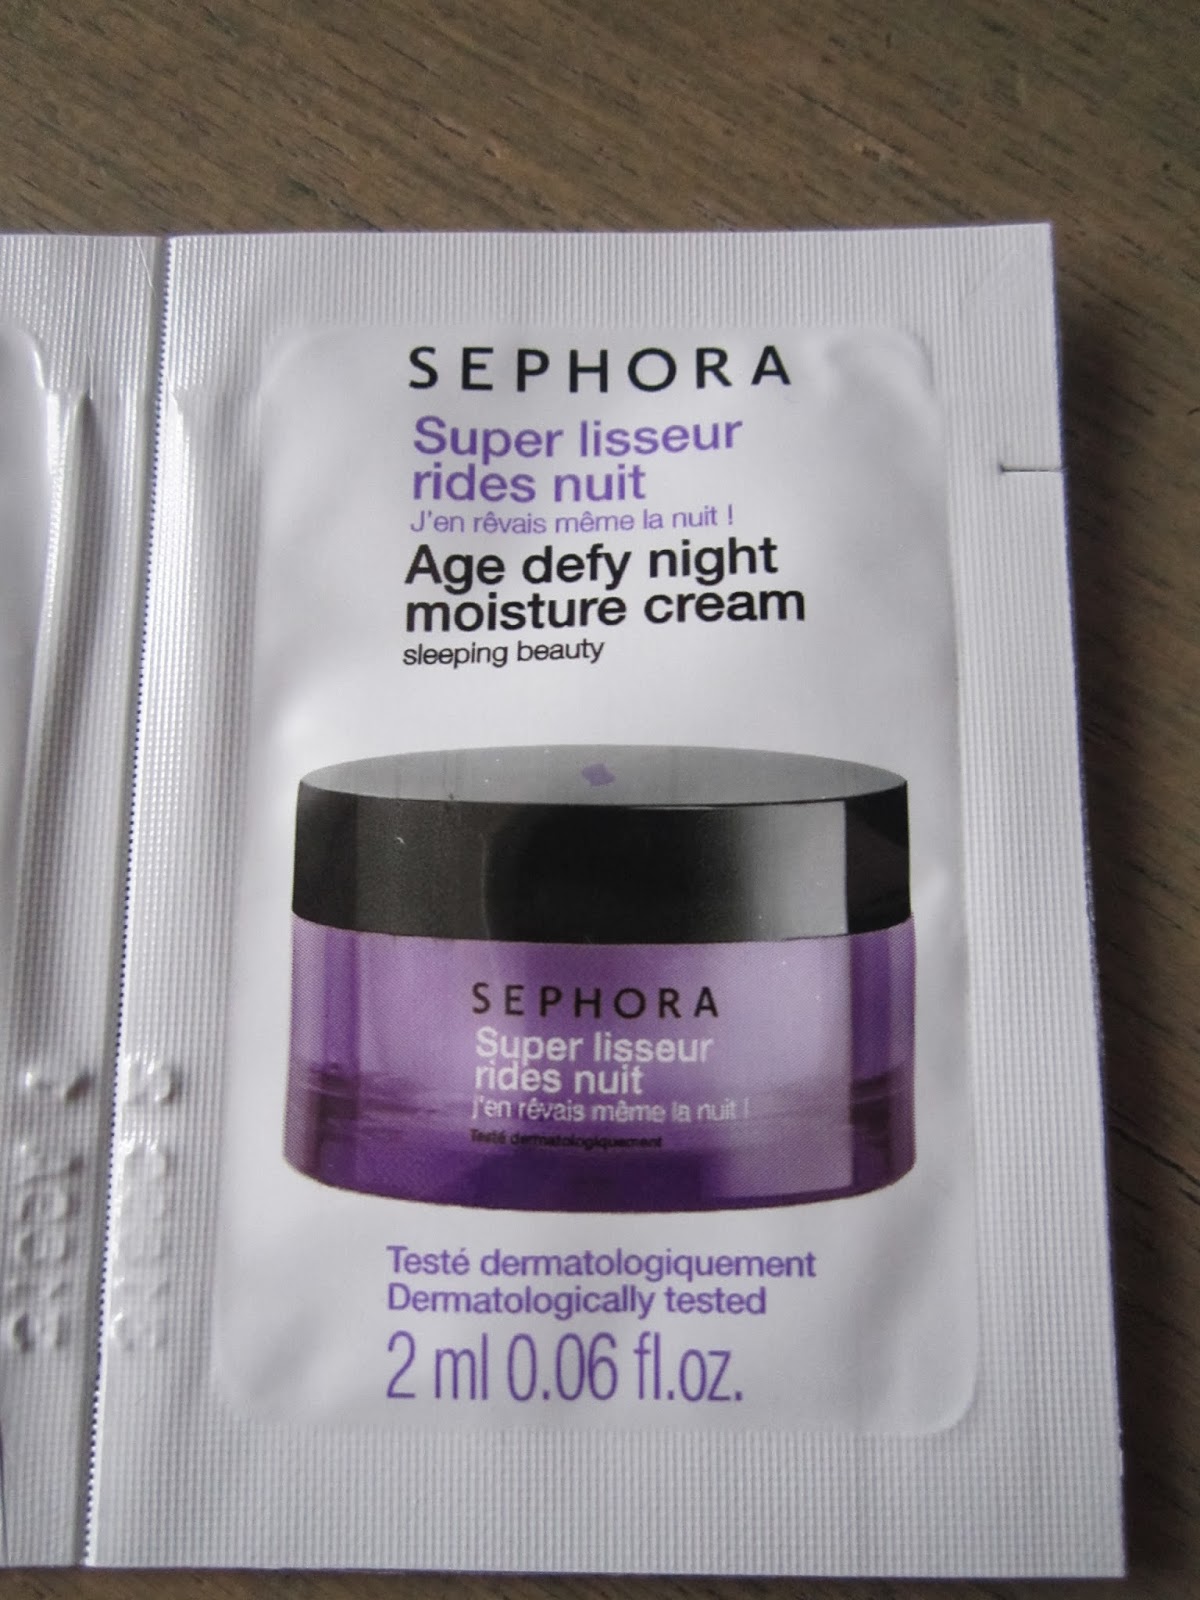 SEPHORA
Super lisseur
rides nuit
J'en rêvais même la nuit !
Age defy night
moisture cream
sleeping beauty
SEPHORA
Super lisseur
rides nuit
j'en rêvais même la nuit !
Testé dermatologiquement
Testé dermatologiquement
Dermatologically tested
2 ml 0.06 fl.oz.